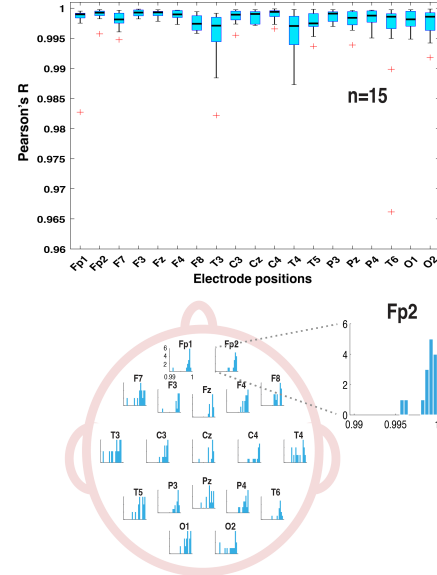 Pearson's R
1
0.995
0.99
0.985
0.98
0.975
0.97
0.965
0.96
n=15
Fp1 Fp2 F7 F3 Fz F4 F8 T3 C3 Cz C4 T4 T5 P3 Pz P4 T6 O1 O2
Electrode positions
Fp2
Fp1 Fp2
6
4
2
0
0.99 1
6
4
2
0
0.99 0.995 1
F7 F3 Fz F4 F8
T3 C3 Cz C4 T4
T5 P3 Pz P4 T6
O1 O2